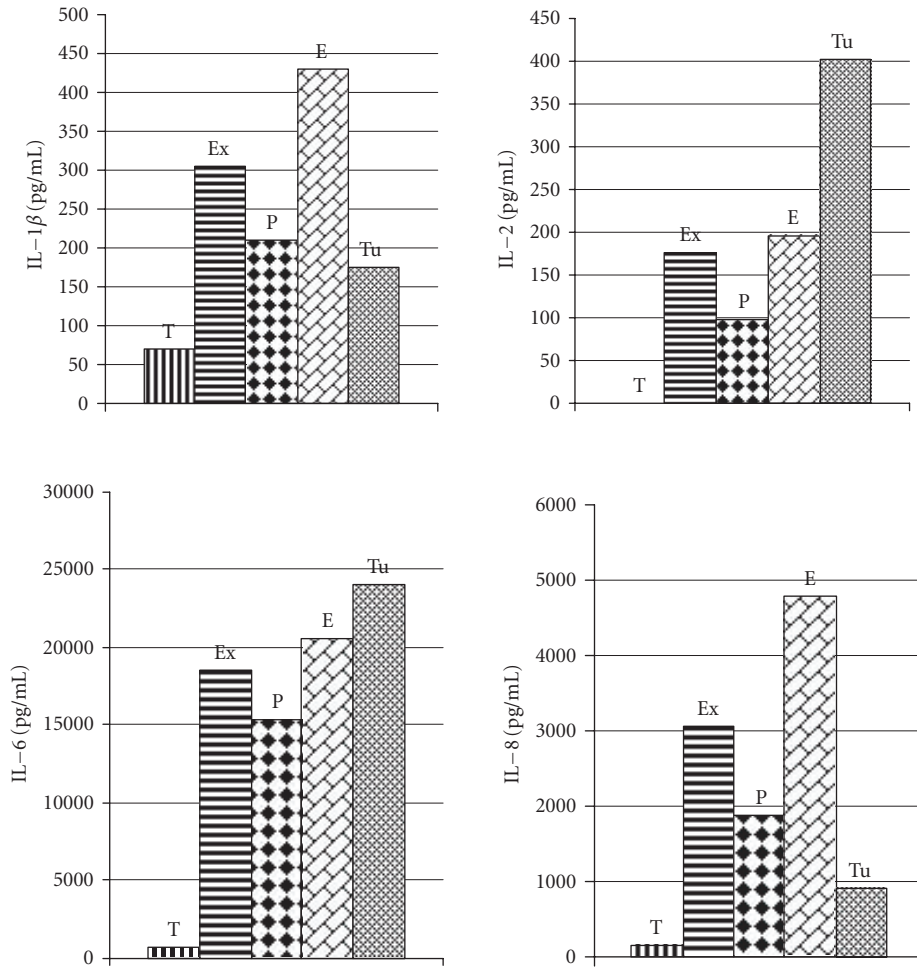 IL−1β (pg/mL)
500
450
400
350
300
250
200
150
100
50
0
T
Ex
P
E
Tu
IL−2 (pg/mL)
450
400
350
300
250
200
150
100
50
0
T
Ex
P
E
Tu
IL−6 (pg/mL)
30000
25000
20000
15000
10000
5000
0
T
Ex
P
E
Tu
IL−8 (pg/mL)
6000
5000
4000
3000
2000
1000
0
T
Ex
P
E
Tu